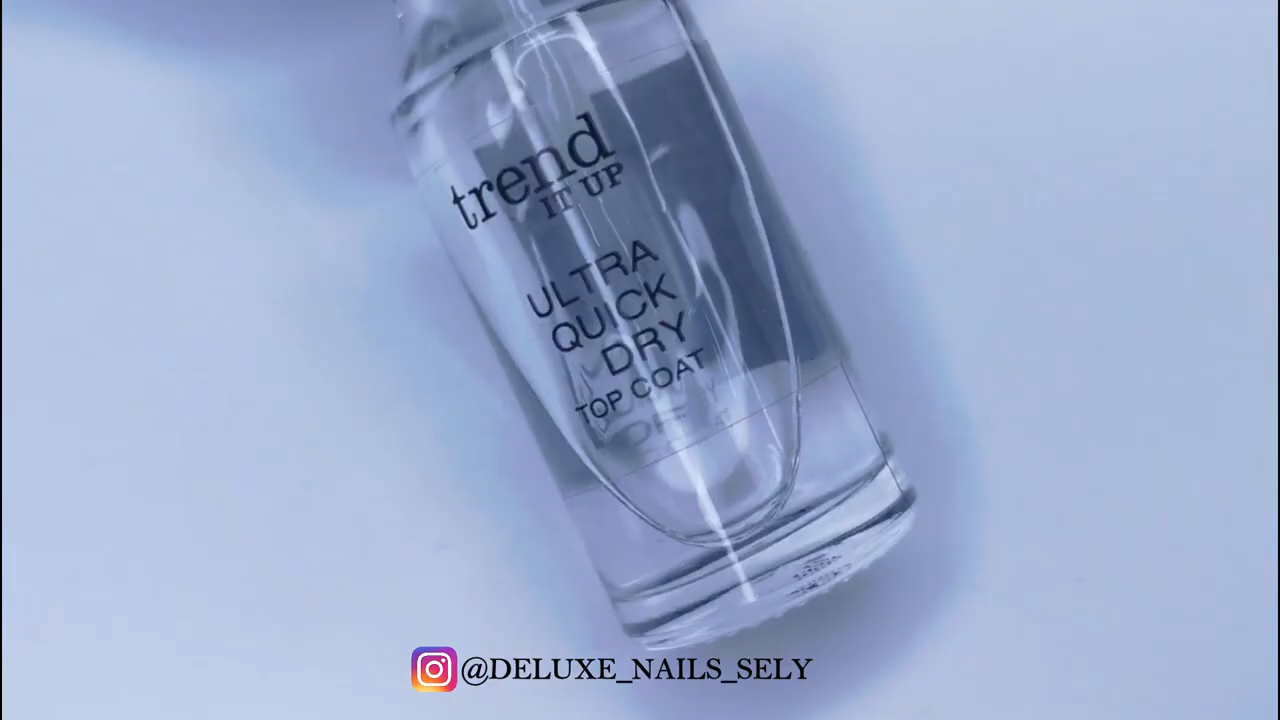 trend
IT UP
ULTRA
QUICK
DRY
TOP COAT
@DELUXE_NAILS_SELY